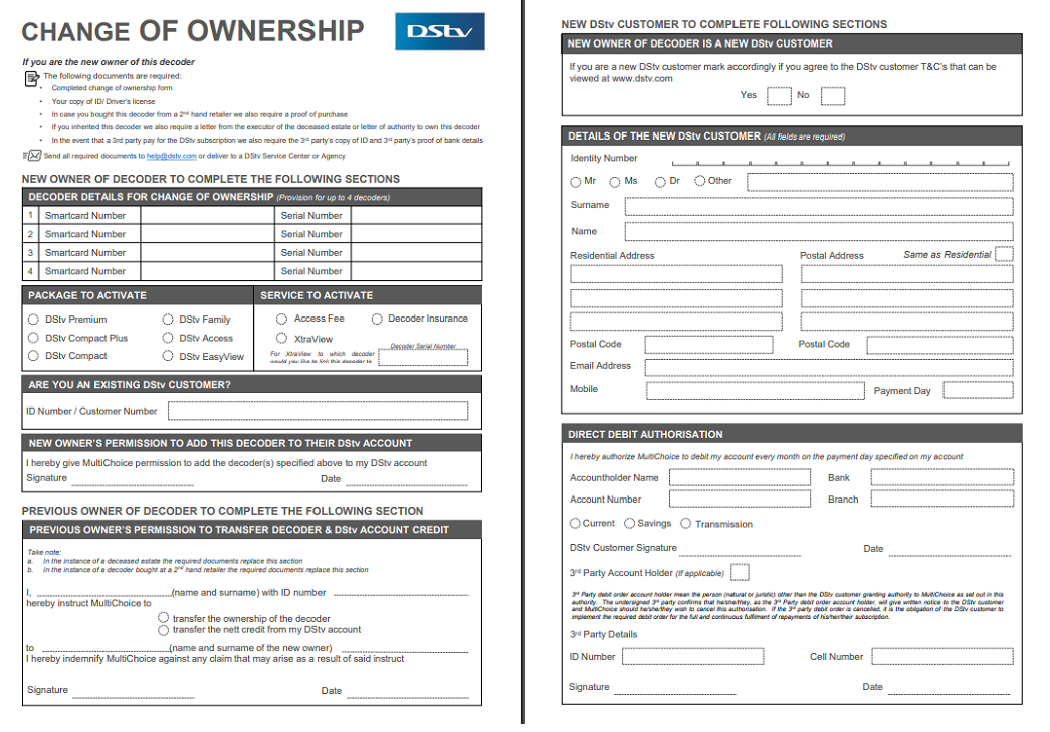 CHANGE OF OWNERSHIP
DStv
If you are the new owner of this decoder
The following documents are required:
• Completed change of ownership form
• Your copy of ID/ Driver's license
• In case you bought this decoder from a 2nd hand retailer we also require a proof of purchase
• If you inherited this decoder we also require a letter from the executor of the deceased estate or letter of authority to own this decoder
• In the event that a 3rd party pay for the DStv subscription we also require the 3rd party's copy of ID and 3rd party's proof of bank details
Send all required documents to help@dstv.com or deliver to a DStv Service Center or Agency
NEW OWNER OF DECODER TO COMPLETE THE FOLLOWING SECTIONS
DECODER DETAILS FOR CHANGE OF OWNERSHIP (Provision for up to 4 decoders)
1 Smartcard Number Serial Number
2 Smartcard Number Serial Number
3 Smartcard Number Serial Number
4 Smartcard Number Serial Number
PACKAGE TO ACTIVATE SERVICE TO ACTIVATE
DStv Premium DStv Family Access Fee Decoder Insurance
DStv Compact Plus DStv Access XtraView
Decoder Serial Number
DStv Compact DStv EasyView For XtraView to which decoder
would you like to link this decoder to
ARE YOU AN EXISTING DStv CUSTOMER?
ID Number / Customer Number
NEW OWNER'S PERMISSION TO ADD THIS DECODER TO THEIR DStv ACCOUNT
I hereby give MultiChoice permission to add the decoder(s) specified above to my DStv account
Signature Date
PREVIOUS OWNER OF DECODER TO COMPLETE THE FOLLOWING SECTION
PREVIOUS OWNER'S PERMISSION TO TRANSFER DECODER & DStv ACCOUNT CREDIT
Take note:
a. In the instance of a deceased estate the required documents replace this section
b. In the instance of a decoder bought at a 2nd hand retailer the required documents replace this section
I, (name and surname) with ID number
hereby instruct MultiChoice to
transfer the ownership of the decoder
transfer the nett credit from my DStv account
to (name and surname of the new owner)
I hereby indemnify MultiChoice against any claim that may arise as a result of said instruct
Signature Date
NEW DStv CUSTOMER TO COMPLETE FOLLOWING SECTIONS
NEW OWNER OF DECODER IS A NEW DStv CUSTOMER
If you are a new DStv customer mark accordingly if you agree to the DStv customer T&C's that can be
viewed at www.dstv.com
Yes No
DETAILS OF THE NEW DStv CUSTOMER (All fields are required)
Identity Number
Mr Ms Dr Other
Surname
Name
Residential Address Postal Address Same as Residential
Postal Code Postal Code
Email Address
Mobile Payment Day
DIRECT DEBIT AUTHORISATION
I hereby authorize MultiChoice to debit my account every month on the payment day specified on my account
Accountholder Name Bank
Account Number Branch
Current Savings Transmission
DStv Customer Signature Date
3rd Party Account Holder (If applicable)
3rd Party debit order account holder mean the person (natural or juristic) other than the DStv customer granting authority to MultiChoice as set out in this
authority. The undersigned 3rd party confirms that he/she/they, as the 3rd Party debit order account holder, will give written notice to the DStv customer
and MultiChoice should he/she/they wish to cancel this authorisation. If the 3rd party debit order is cancelled, it is the obligation of the DStv customer to
implement the required debit order for the full and continuous fulfilment of repayments of his/her/their subscription.
3rd Party Details
ID Number Cell Number
Signature Date